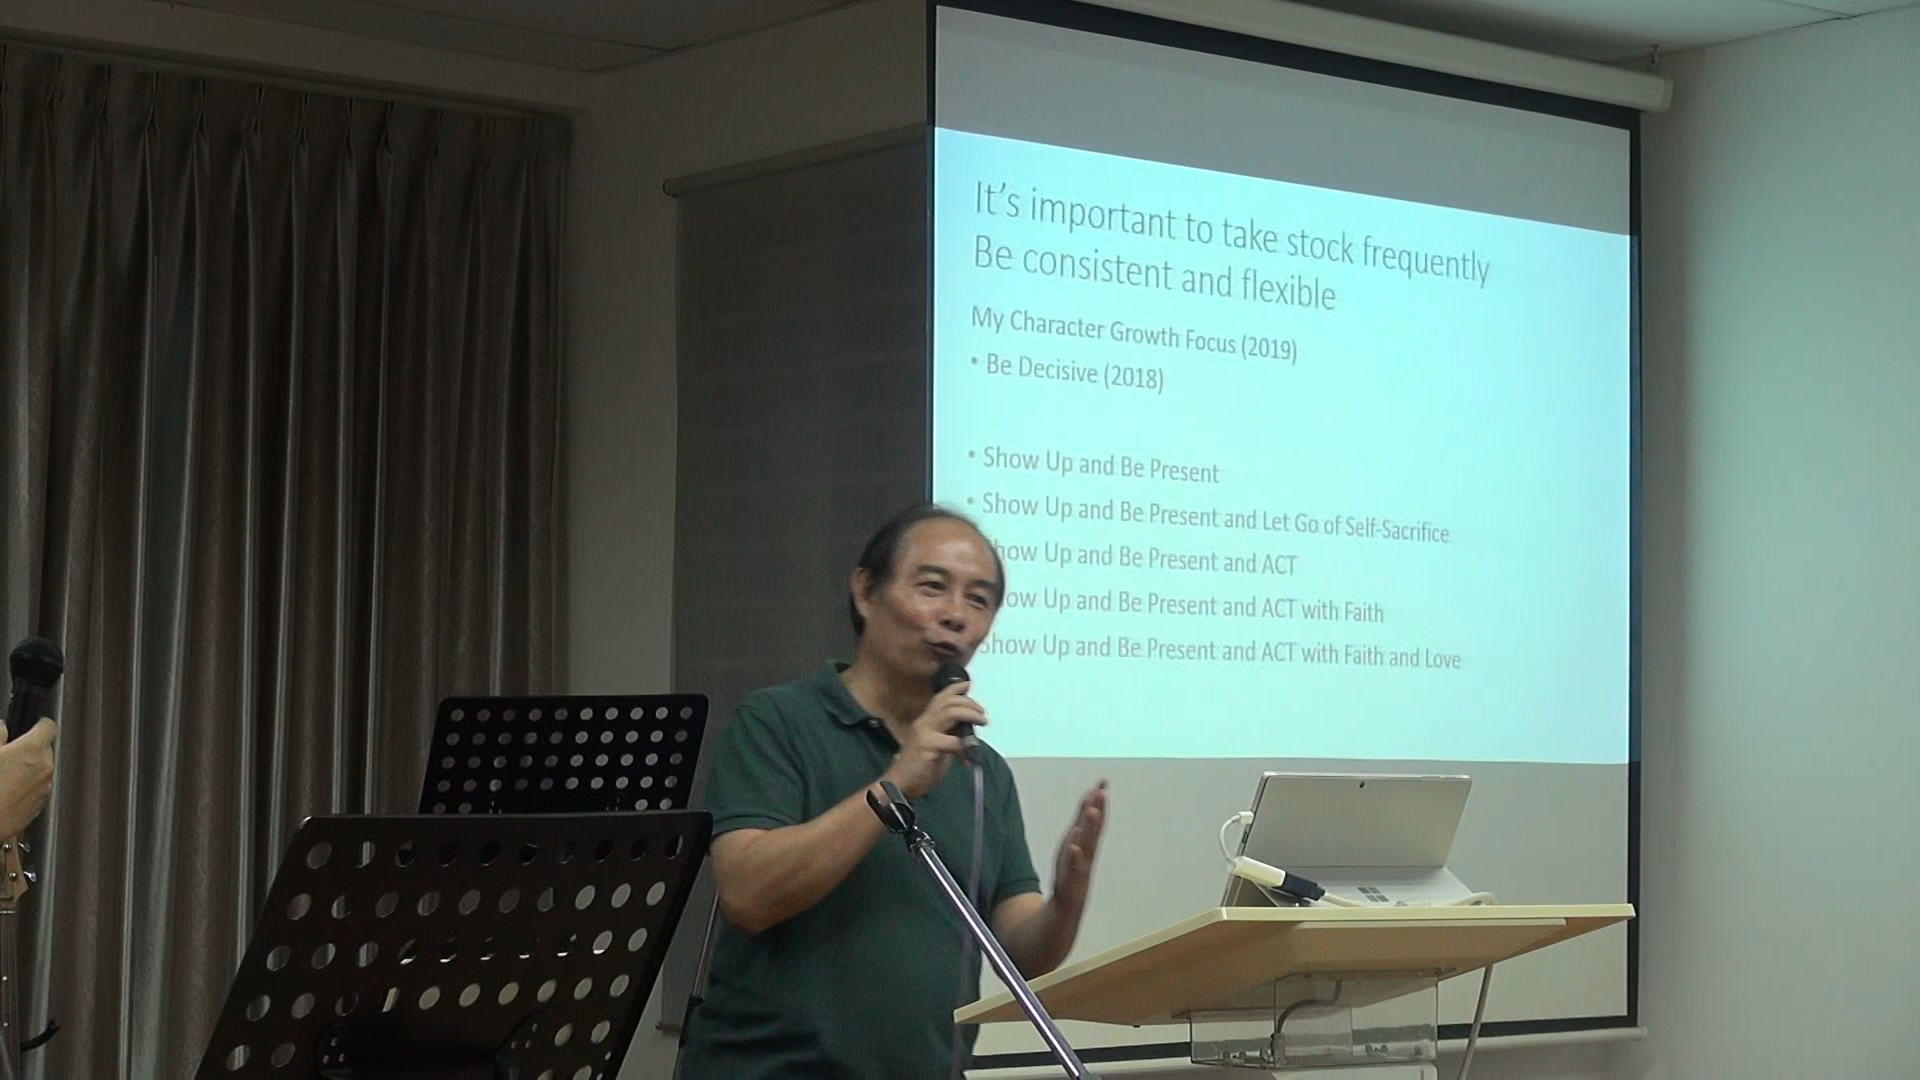 It's important to take stock frequently
Be consistent and flexible
My Character Growth Focus (2019)
• Be Decisive (2018)
• Show Up and Be Present
• Show Up and Be Present and Let Go of Self-Sacrifice
how Up and Be Present and ACT
ow Up and Be Present and ACT with Faith
Show Up and Be Present and ACT with Faith and Love